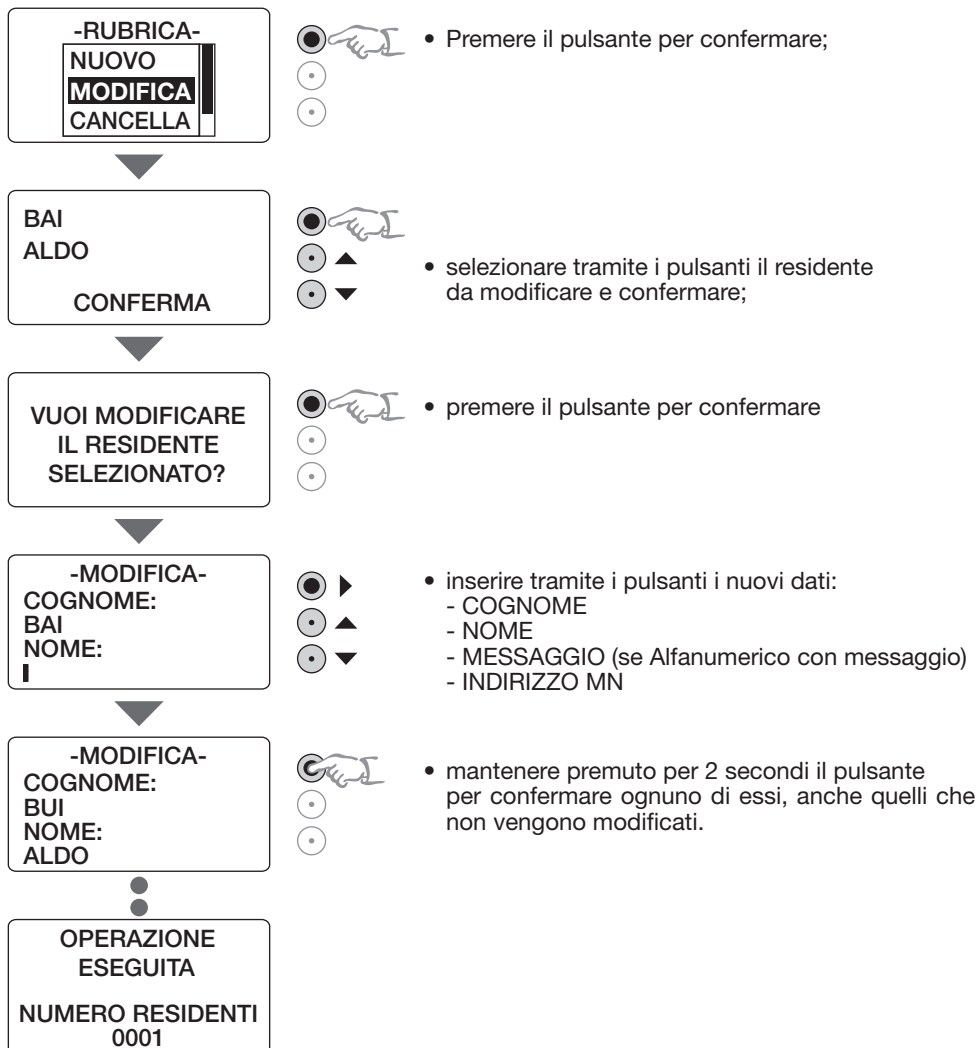 -RUBRICA-
NUOVO
MODIFICA
CANCELLA
• Premere il pulsante per confermare;
BAI
ALDO
CONFERMA
• selezionare tramite i pulsanti il residente
da modificare e confermare;
VUOI MODIFICARE
IL RESIDENTE
SELEZIONATO?
• premere il pulsante per confermare
-MODIFICA-
COGNOME:
BAI
NOME:
• inserire tramite i pulsanti i nuovi dati:
- COGNOME
- NOME
- MESSAGGIO (se Alfanumerico con messaggio)
- INDIRIZZO MN
-MODIFICA-
COGNOME:
BUI
NOME:
ALDO
• mantenere premuto per 2 secondi il pulsante
per confermare ognuno di essi, anche quelli che
non vengono modificati.
OPERAZIONE
ESEGUITA
NUMERO RESIDENTI
0001